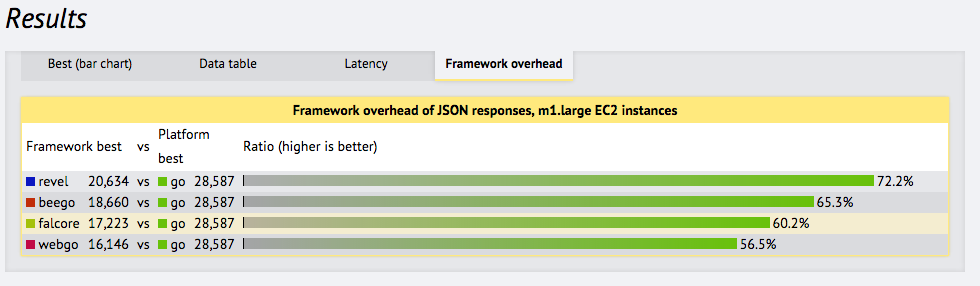 Results
Best (bar chart) Data table Latency Framework overhead
Framework overhead of JSON responses, m1.large EC2 instances
Framework best vs Platform best Ratio (higher is better)
revel 20,634 vs go 28,587 72.2%
beego 18,660 vs go 28,587 65.3%
falcore 17,223 vs go 28,587 60.2%
webgo 16,146 vs go 28,587 56.5%